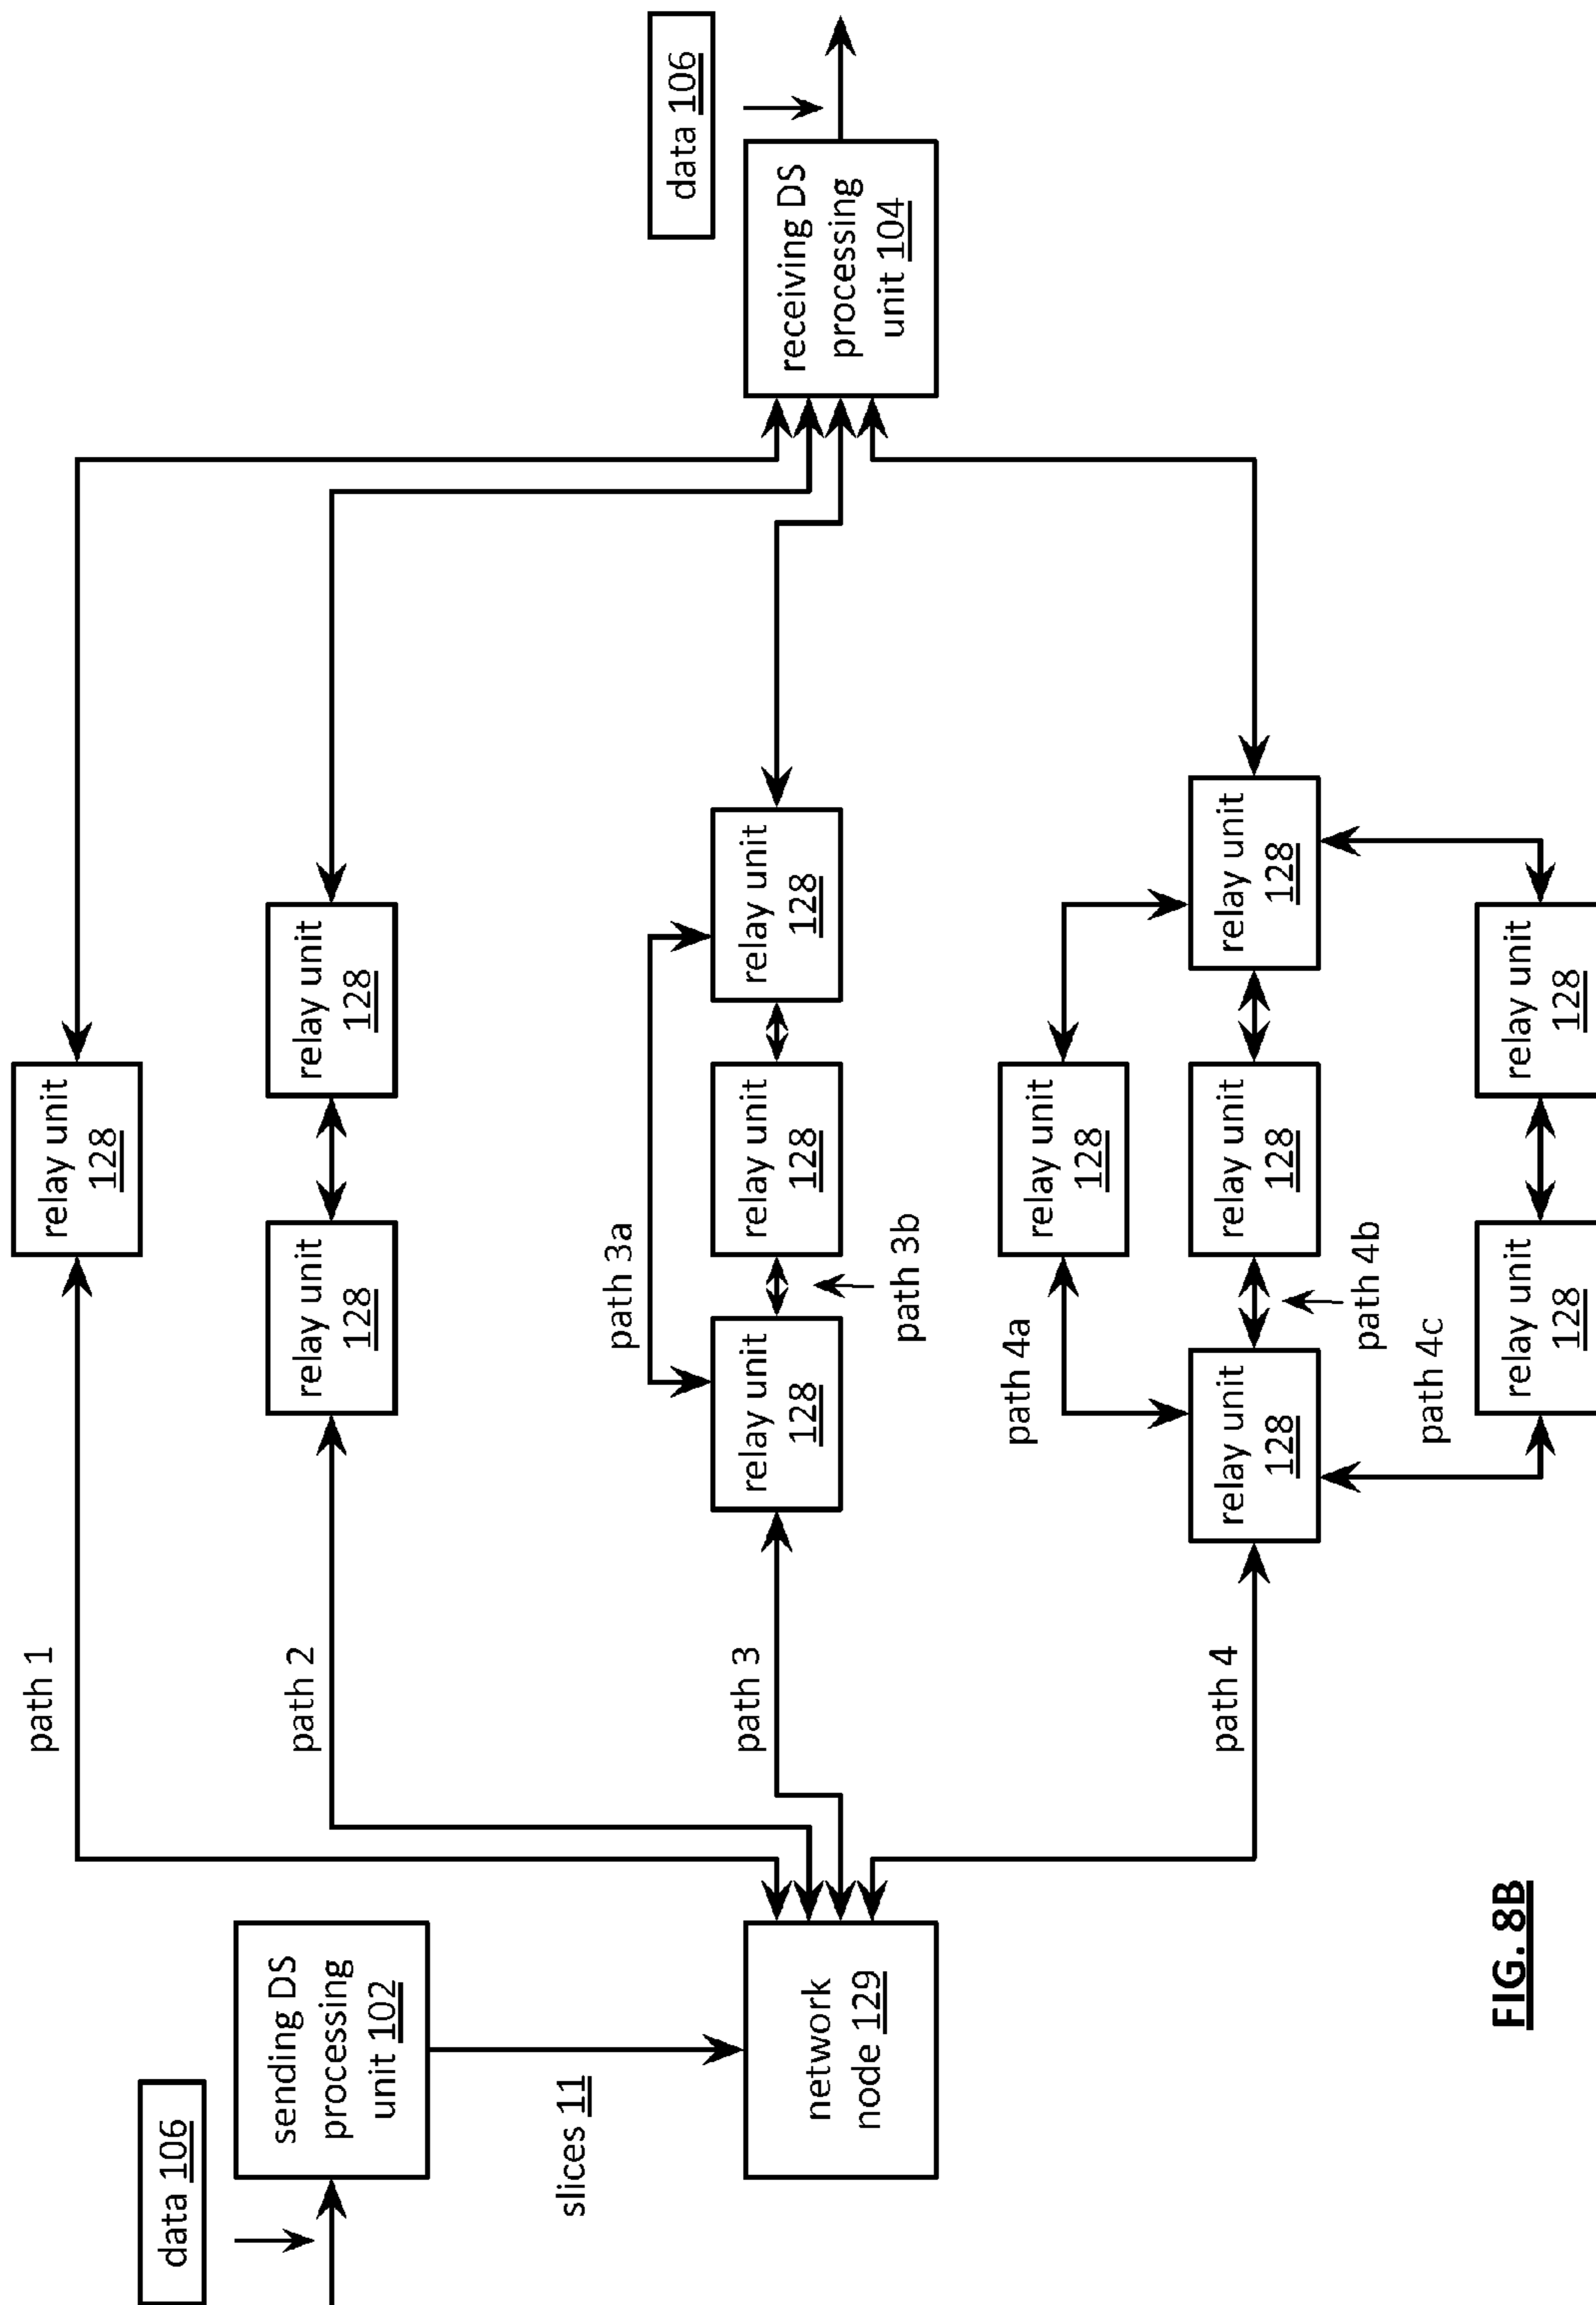 data 106
sending DS
processing
unit 102
slices 11
network
node 129
path 1
relay unit
128
path 2
relay unit
128
relay unit
128
path 3
relay unit
128
path 3a
path 3b
relay unit
128
relay unit
128
path 4
relay unit
128
path 4a
relay unit
128
path 4b
relay unit
128
relay unit
128
path 4c
relay unit
128
relay unit
128
data 106
receiving DS
processing
unit 104
FIG. 8B